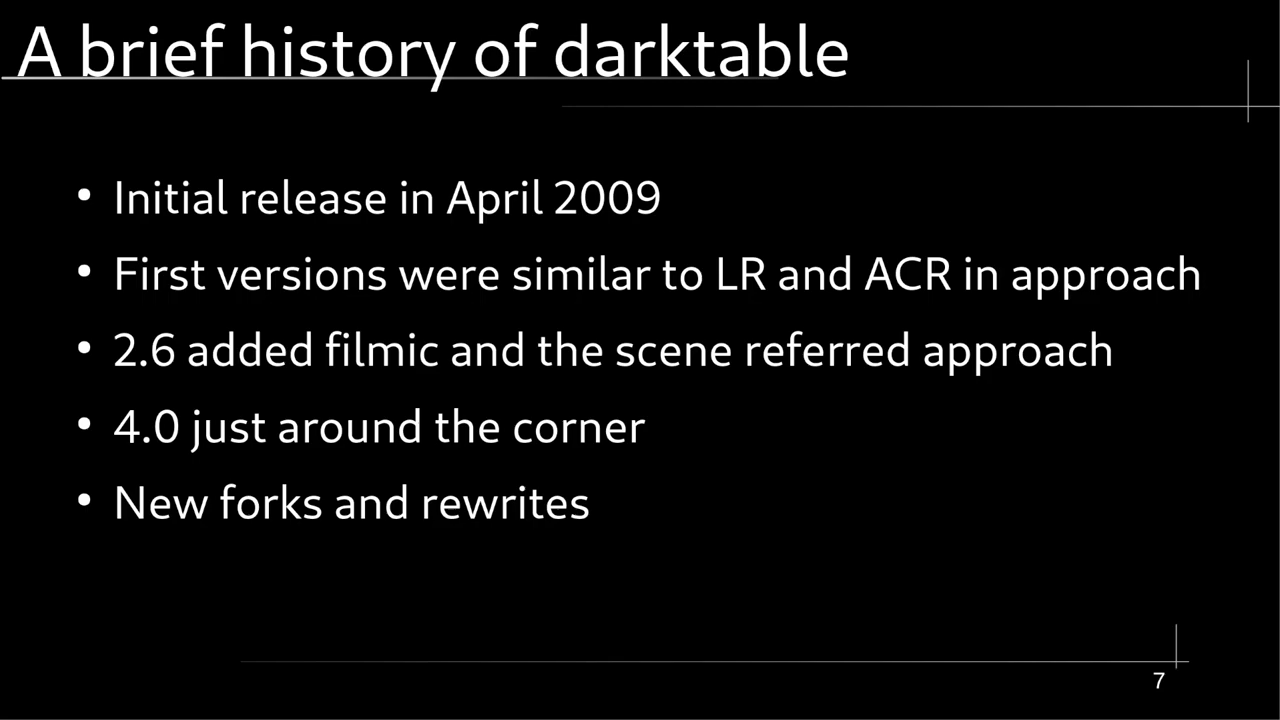 A brief history of darktable
• Initial release in April 2009
• First versions were similar to LR and ACR in approach
• 2.6 added filmic and the scene referred approach
• 4.0 just around the corner
• New forks and rewrites
7